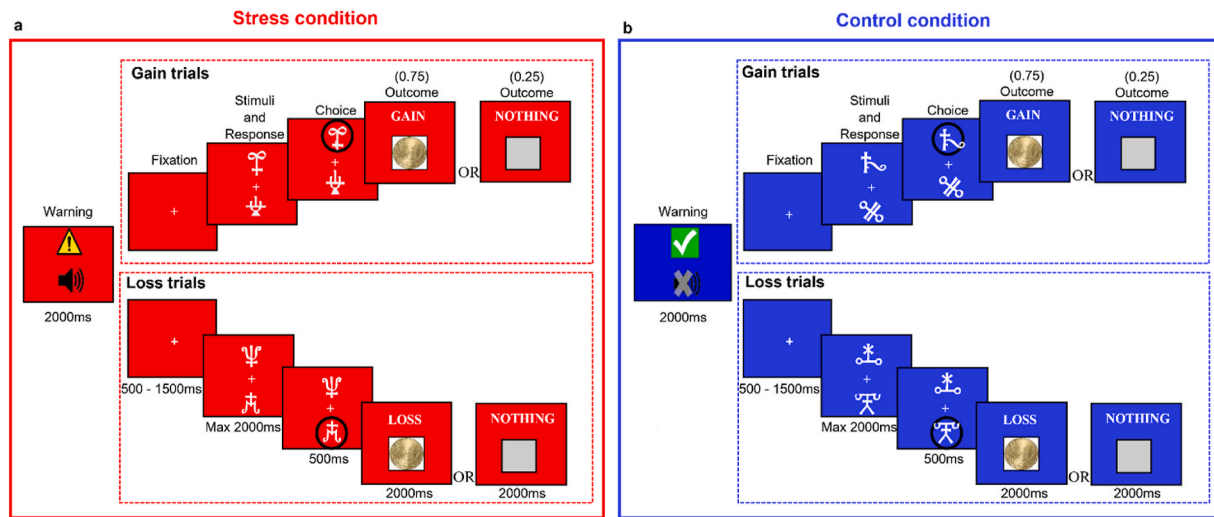 a
Stress condition
Gain trials
Fixation
Stimuli
and
Response
Choice
(0.75)
Outcome
GAIN
OR
(0.25)
Outcome
NOTHING
Warning
2000ms
Loss trials
500 - 1500ms
Max 2000ms
500ms
LOSS
2000ms
OR
NOTHING
2000ms
b
Control condition
Gain trials
Fixation
Stimuli
and
Response
Choice
(0.75)
Outcome
GAIN
OR
(0.25)
Outcome
NOTHING
Warning
2000ms
Loss trials
500 - 1500ms
Max 2000ms
500ms
LOSS
2000ms
OR
NOTHING
2000ms